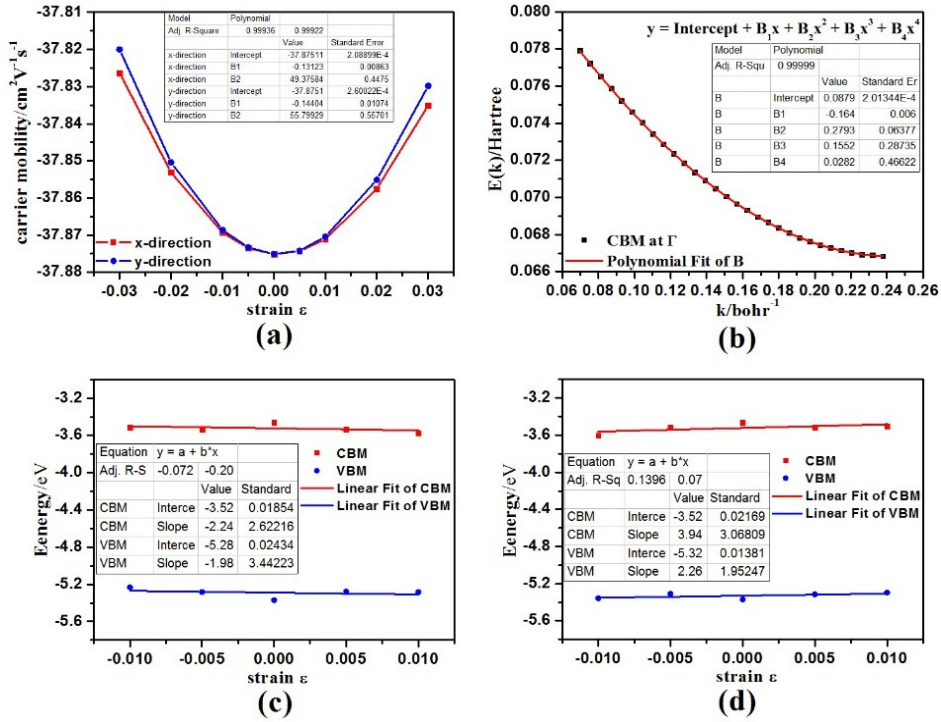 Model Polynomial
Adj. R-Square 0.99936 0.99922
Value Standard Error
x-direction Intercept -37.87511 2.08899E-4
x-direction B1 -0.13123 0.00863
x-direction B2 49.37584 0.4475
y-direction Intercept -37.8751 2.60022E-4
y-direction B1 -0.14404 0.01074
y-direction B2 55.79929 0.55701
carrier mobility/cm²V⁻¹s⁻¹
-37.81
-37.82
-37.83
-37.84
-37.85
-37.86
-37.87
-37.88
x-direction
y-direction
-0.03 -0.02 -0.01 0.00 0.01 0.02 0.03
strain ε
(a)
y = Intercept + B₁x + B₂x² + B₃x³ + B₄x⁴
Model Polynomial
Adj. R-Squ 0.99999
Value Standard Er
B Intercept 0.0879 2.01344E-4
B B1 -0.164 0.006
B B2 0.2793 0.06377
B B3 0.1552 0.28735
B B4 0.0282 0.46622
E(k)/Hartree
0.080
0.078
0.076
0.074
0.072
0.070
0.068
0.066
CBM at Γ
Polynomial Fit of B
0.06 0.08 0.10 0.12 0.14 0.16 0.18 0.20 0.22 0.24 0.26
k/bohr⁻¹
(b)
Eenergy/eV
-3.2
-3.6
-4.0
-4.4
-4.8
-5.2
-5.6
CBM
VBM
Linear Fit of CBM
Linear Fit of VBM
Equation y = a + b*x
Adj. R-S -0.072 -0.20
Value Standard
CBM Interce -3.52 0.01854
CBM Slope -2.24 2.62216
VBM Interce -5.28 0.02434
VBM Slope -1.98 3.44223
-0.010 -0.005 0.000 0.005 0.010
strain ε
(c)
Eenergy/eV
-3.2
-3.6
-4.0
-4.4
-4.8
-5.2
-5.6
CBM
VBM
Linear Fit of CBM
Linear Fit of VBM
Equation y = a + b*x
Adj. R-Sq 0.1396 0.07
Value Standard
CBM Interce -3.52 0.02169
CBM Slope 3.94 3.06809
VBM Interce -5.32 0.01381
VBM Slope 2.26 1.95247
-0.010 -0.005 0.000 0.005 0.010
strain ε
(d)